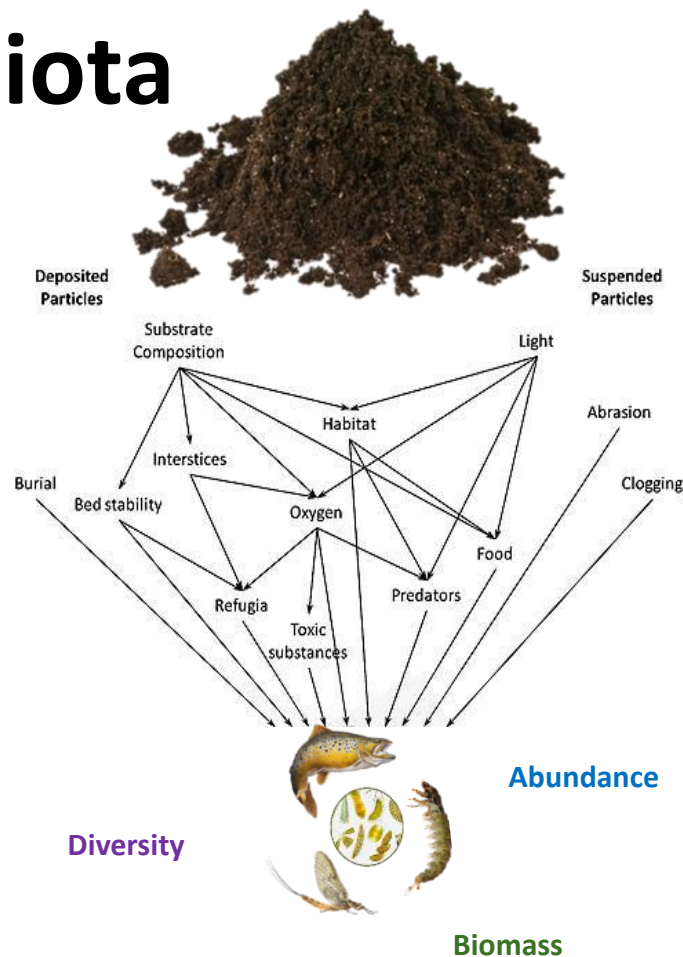 iota
Deposited
Particles
Suspended
Particles
Substrate
Composition
Light
Habitat
Abrasion
Interstices
Burial
Clogging
Bed stability
Oxygen
Food
Refugia
Predators
Toxic
substances
Abundance
Diversity
Biomass